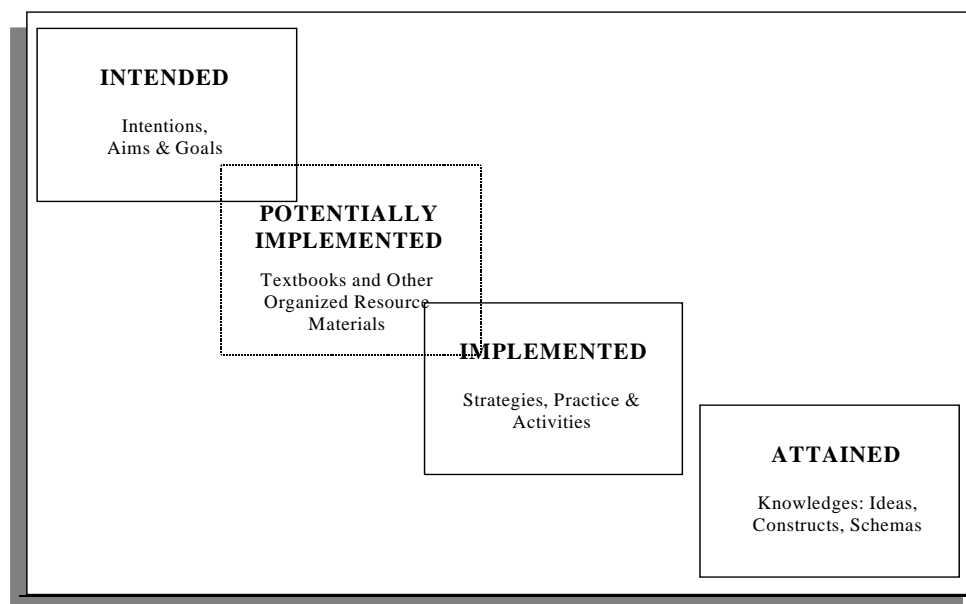 INTENDED
Intentions,
Aims & Goals
POTENTIALLY
IMPLEMENTED
Textbooks and Other
Organized Resource
Materials
IMPLEMENTED
Strategies, Practice &
Activities
ATTAINED
Knowledges: Ideas,
Constructs, Schemas